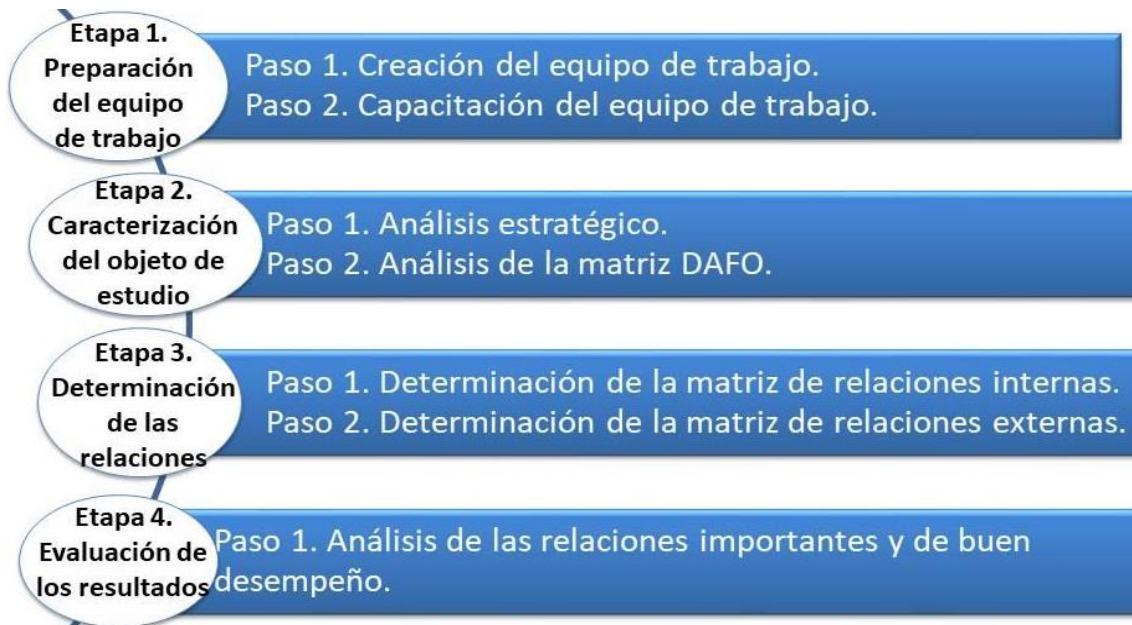 Etapa 1.
Preparación
del equipo
de trabajo
Paso 1. Creación del equipo de trabajo.
Paso 2. Capacitación del equipo de trabajo.
Etapa 2.
Caracterización
del objeto de
estudio
Paso 1. Análisis estratégico.
Paso 2. Análisis de la matriz DAFO.
Etapa 3.
Determinación
de las
relaciones
Paso 1. Determinación de la matriz de relaciones internas.
Paso 2. Determinación de la matriz de relaciones externas.
Etapa 4.
Evaluación de
los resultados
Paso 1. Análisis de las relaciones importantes y de buen
desempeño.